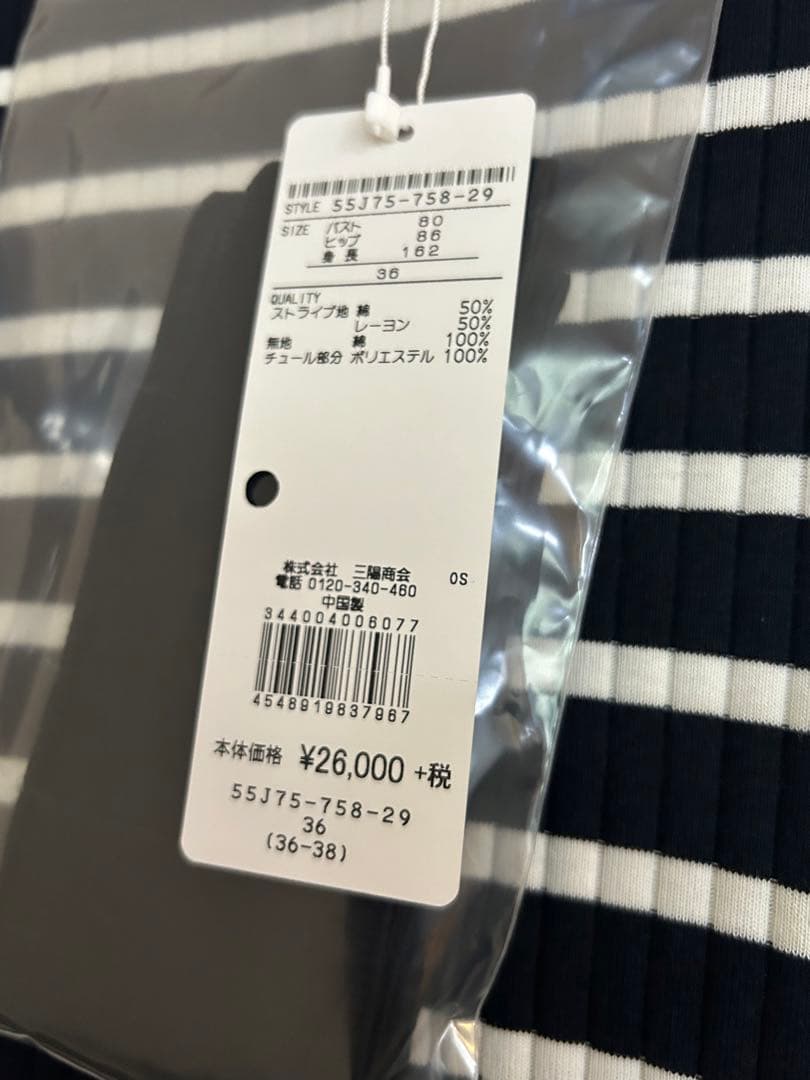 STYLE 55J75-758-29
SIZE バスト 80
ヒップ 86
身長 162
36
QUALITY
ストライプ地 綿 50%
レーヨン 50%
無地 綿 100%
チュール部分 ポリエステル 100%
株式会社 三陽商会 OS
電話 0120-340-460
中国製
344004006077
4548919837967
本体価格 ¥26,000 +税
55J75-758-29
36
(36-38)